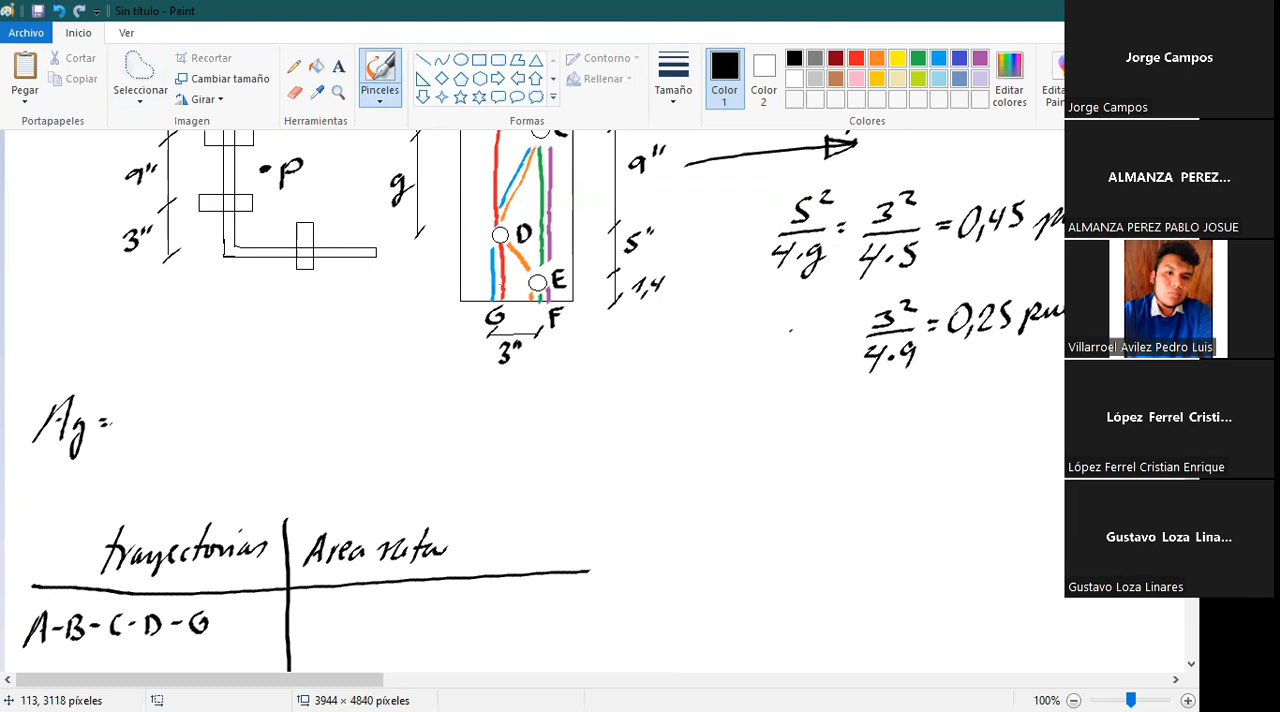 Sin título - Paint
Archivo Inicio Ver
Pegar
Cortar
Copiar
Portapapeles
Seleccionar
Recortar
Cambiar tamaño
Girar
Imagen
A
Herramientas
Pinceles
Contorno
Rellenar
Formas
Tamaño
Color 1
Color 2
Editar colores
Colores
9"
3"
P
g
D
E
G
F
3"
9"
5"
1,4
5²/4·g = 3²/4·5 = 0,45
3²/4·9 = 0,25
Ag =
trayectorias Area neta
A-B-C-D-G
Jorge Campos
Jorge Campos
ALMANZA PEREZ...
ALMANZA PEREZ PABLO JOSUE
Villarroel Avilez Pedro Luis
López Ferrel Cristi...
López Ferrel Cristian Enrique
Gustavo Loza Lina...
Gustavo Loza Linares
113, 3118 píxeles
3944 × 4840 píxeles
100%